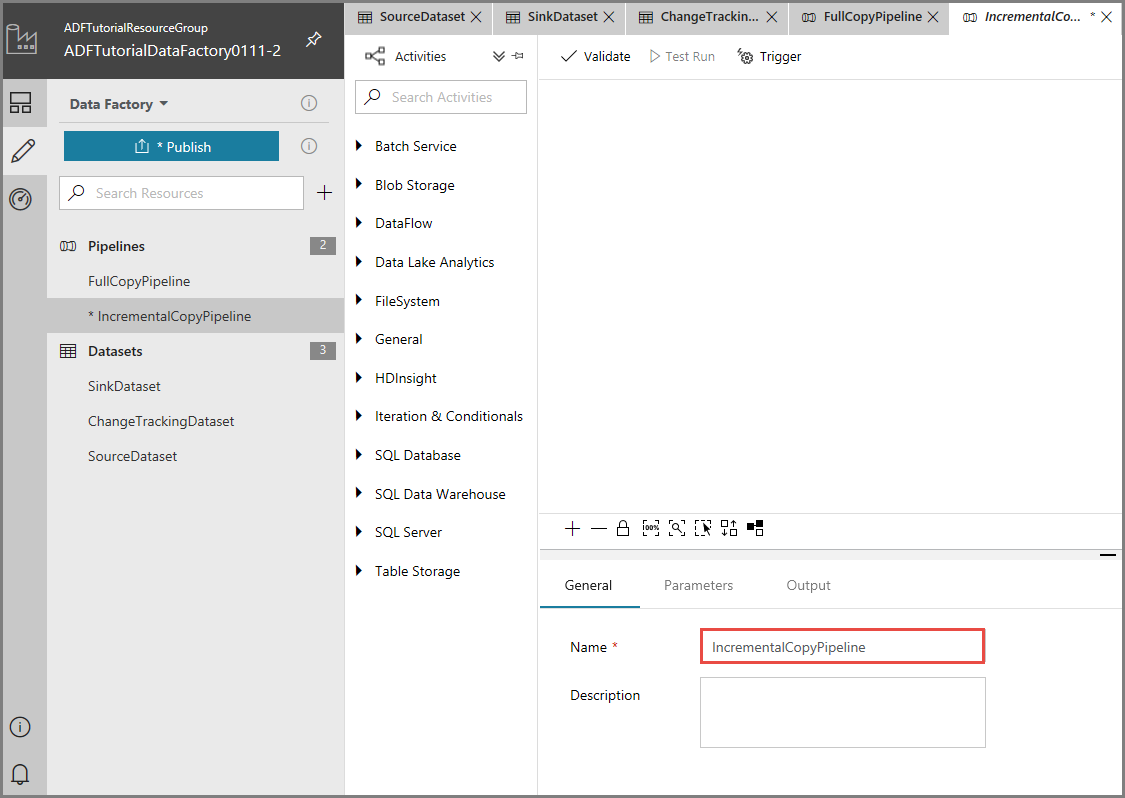 ADFTutorialResourceGroup
ADFTutorialDataFactory0111-2
Data Factory
* Publish
Search Resources
Pipelines 2
FullCopyPipeline
* IncrementalCopyPipeline
Datasets 3
SinkDataset
ChangeTrackingDataset
SourceDataset
SourceDataset SinkDataset ChangeTrackin... FullCopyPipeline IncrementalCo... *
Activities
Search Activities
Batch Service
Blob Storage
DataFlow
Data Lake Analytics
FileSystem
General
HDInsight
Iteration & Conditionals
SQL Database
SQL Data Warehouse
SQL Server
Table Storage
Validate Test Run Trigger
100%
General Parameters Output
Name * IncrementalCopyPipeline
Description